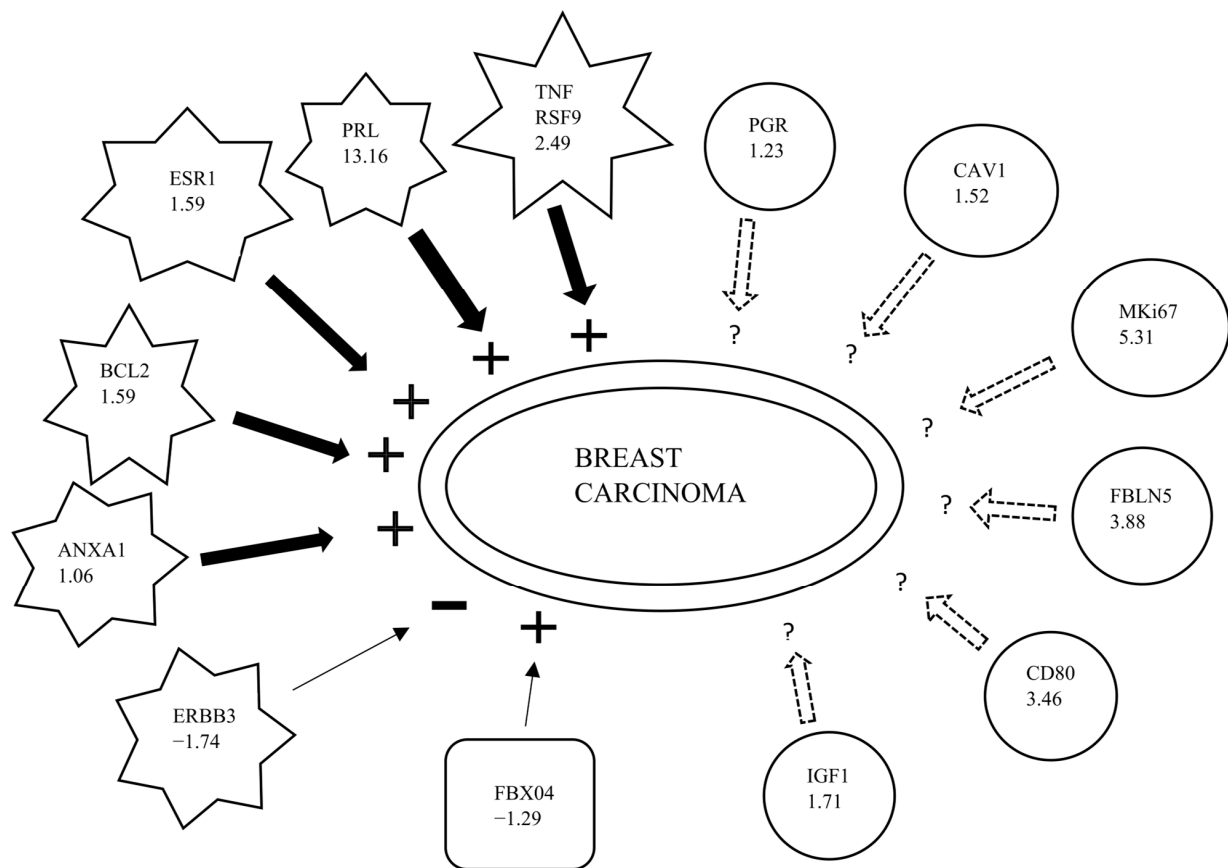 TNF
RSF9
2.49
PRL
13.16
PGR
1.23
ESR1
1.59
CAV1
1.52
MKi67
5.31
BCL2
1.59
+
+
+
+
+
?
?
?
?
?
?
BREAST
CARCINOMA
FBLN5
3.88
ANXA1
1.06
−
+
CD80
3.46
ERBB3
−1.74
FBX04
−1.29
IGF1
1.71